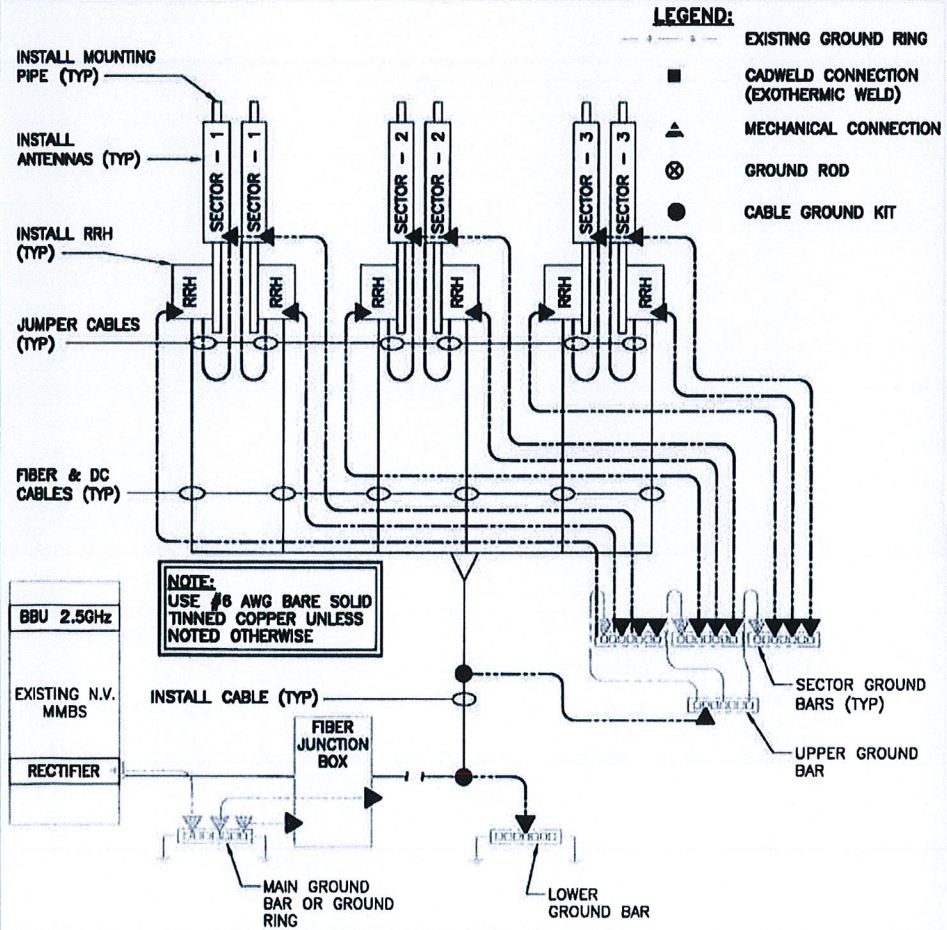 LEGEND:
EXISTING GROUND RING
CADWELD CONNECTION
(EXOTHERMIC WELD)
MECHANICAL CONNECTION
GROUND ROD
CABLE GROUND KIT
INSTALL MOUNTING
PIPE (TYP)
INSTALL
ANTENNAS (TYP)
INSTALL RRH
(TYP)
JUMPER CABLES
(TYP)
FIBER & DC
CABLES (TYP)
SECTOR - 1
SECTOR - 1
SECTOR - 2
SECTOR - 2
SECTOR - 3
SECTOR - 3
RRH
RRH
RRH
RRH
RRH
RRH
NOTE:
USE #6 AWG BARE SOLID
TINNED COPPER UNLESS
NOTED OTHERWISE
BBU 2.5GHz
EXISTING N.V.
MMBS
RECTIFIER
INSTALL CABLE (TYP)
FIBER
JUNCTION
BOX
SECTOR GROUND
BARS (TYP)
UPPER GROUND
BAR
MAIN GROUND
BAR OR GROUND
RING
LOWER
GROUND BAR